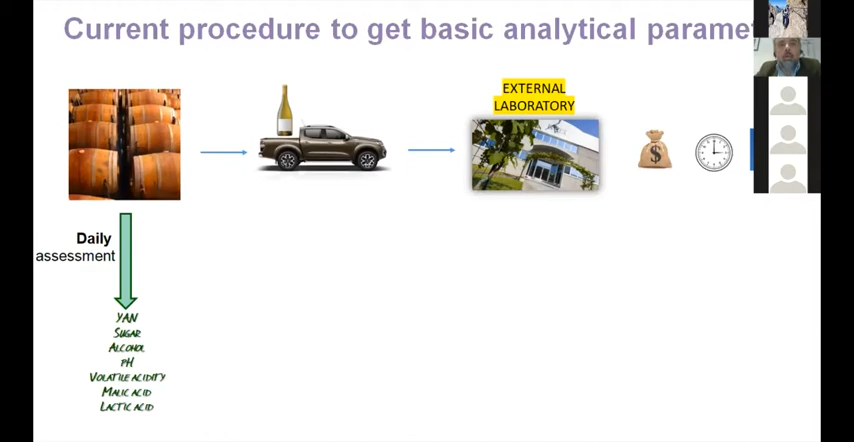 Current procedure to get basic analytical parame
EXTERNAL
LABORATORY
$
Daily
assessment
YAN
SUGAR
ALCOHOL
pH
VOLATILE ACIDITY
MALIC ACID
LACTIC ACID